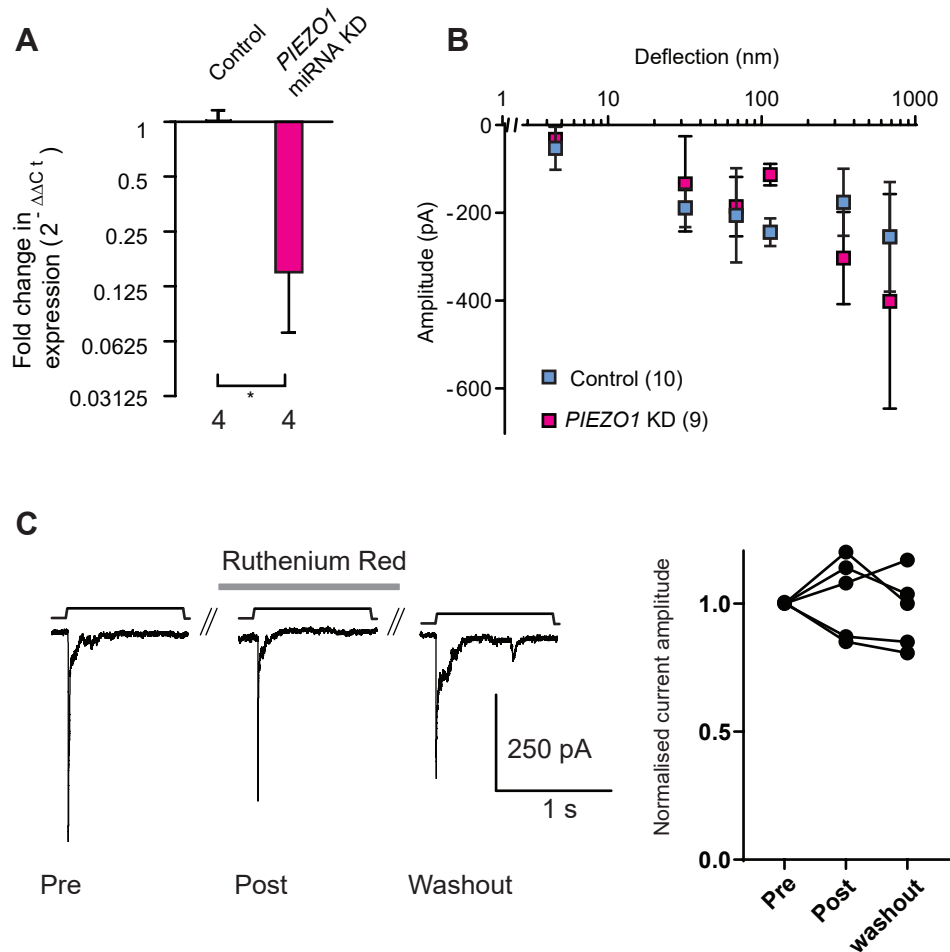 A
Control
PIEZO1
miRNA KD
Fold change in
expression (2 - ΔΔC t )
1
0.5
0.25
0.125
0.0625
0.03125
*
4
4
B
Deflection (nm)
1
10
100
1000
Amplitude (pA)
0
-200
-400
-600
Control (10)
PIEZO1 KD (9)
C
Ruthenium Red
250 pA
1 s
Pre
Post
Washout
Normalised current amplitude
1.0
0.5
0.0
Pre
Post
washout